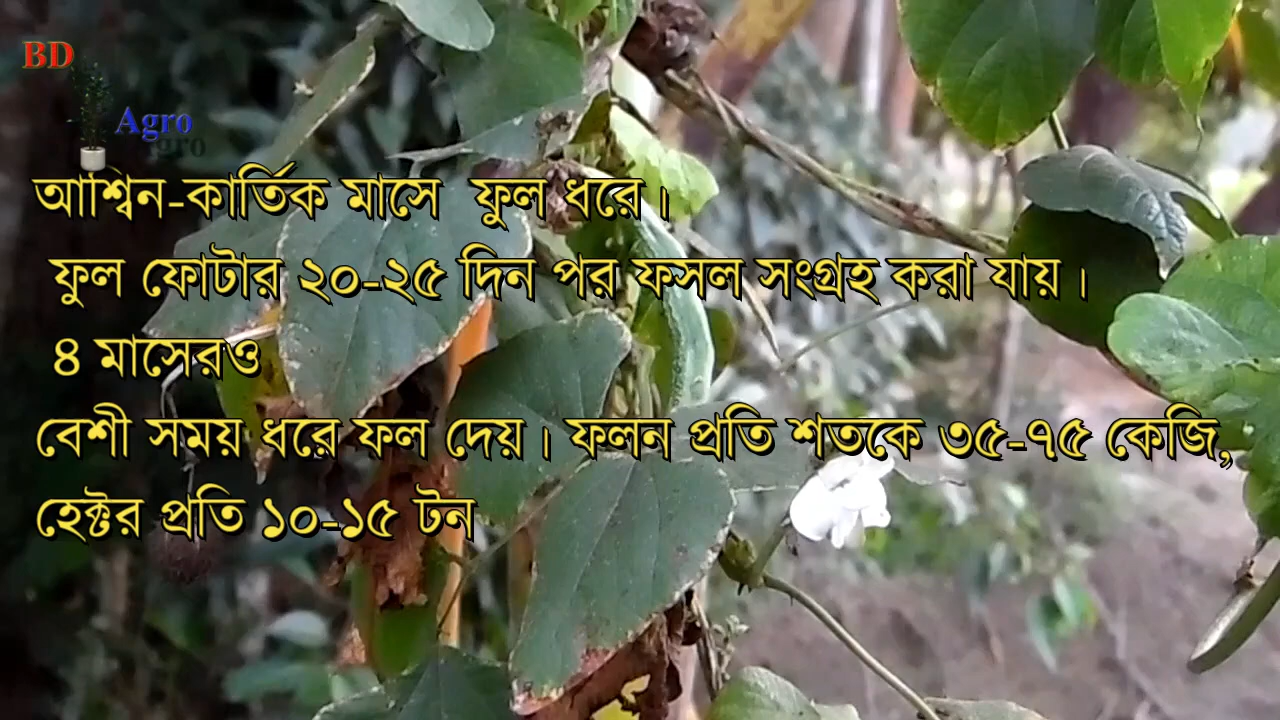 BD
Agro
আশ্বিন-কার্তিক মাসে ফুল ধরে।
ফুল ফোটার ২০-২৫ দিন পর ফসল সংগ্রহ করা যায়।
৪ মাসেরও
বেশী সময় ধরে ফল দেয়। ফলন প্রতি শতকে ৩৫-৭৫ কেজি,
হেক্টর প্রতি ১০-১৫ টন